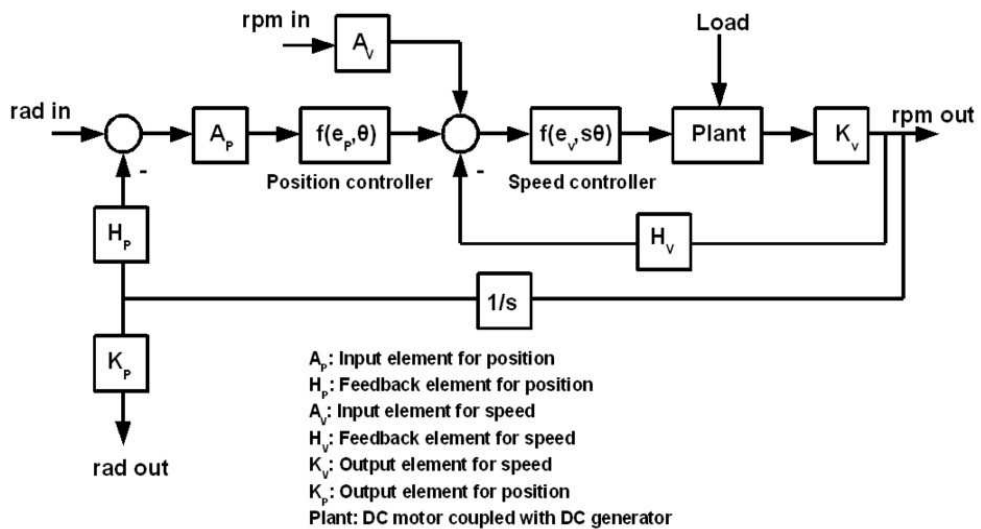 rpm in
A_v
Load
rad in
A_P
f(e_P,θ)
f(e_v,sθ)
Plant
K_v
rpm out
Position controller
Speed controller
-
-
H_P
H_v
1/s
K_P
rad out
A_P: Input element for position
H_P: Feedback element for position
A_V: Input element for speed
H_V: Feedback element for speed
K_V: Output element for speed
K_P: Output element for position
Plant: DC motor coupled with DC generator